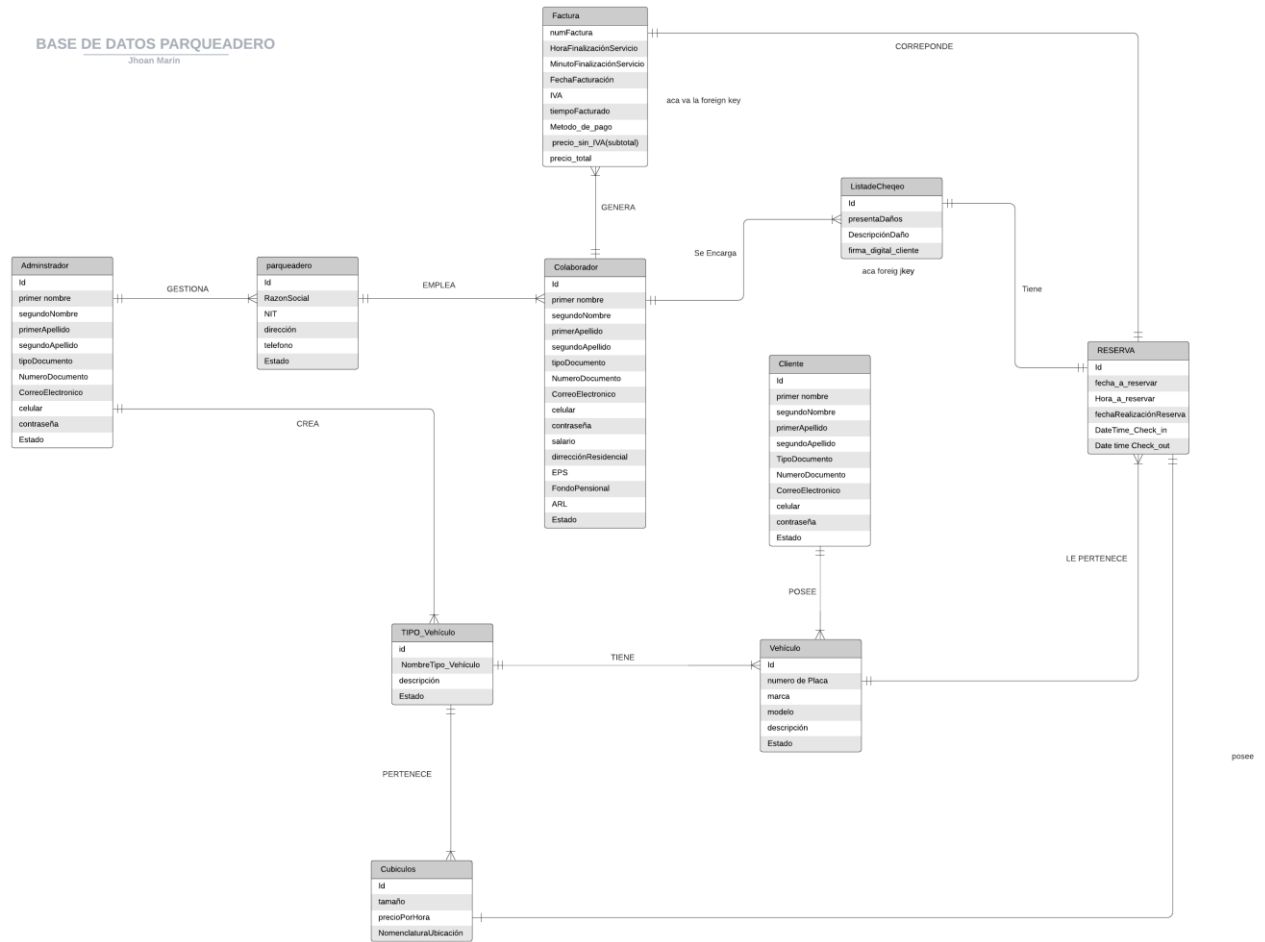 BASE DE DATOS PARQUEADERO
Jhoan Marin
Factura
numFactura
HoraFinalizaciónServicio
MinutoFinalizaciónServicio
FechaFacturación
IVA
tiempoFacturado
Metodo_de_pago
precio_sin_IVA(subtotal)
precio_total
CORREPONDE
aca va la foreign key
GENERA
ListadeCheqeo
Id
presentaDaños
DescripciónDaño
firma_digital_cliente
aca foreig jkey
Se Encarga
Tiene
Adminstrador
Id
primer nombre
segundoNombre
primerApellido
segundoApellido
tipoDocumento
NumeroDocumento
CorreoElectronico
celular
contraseña
Estado
GESTIONA
parqueadero
Id
RazonSocial
NIT
dirección
telefono
Estado
EMPLEA
Colaborador
Id
primer nombre
segundoNombre
primerApellido
segundoApellido
tipoDocumento
NumeroDocumento
CorreoElectronico
celular
contraseña
salario
dirrecciónResidencial
EPS
FondoPensional
ARL
Estado
Cliente
Id
primer nombre
segundoNombre
primerApellido
segundoApellido
TipoDocumento
NumeroDocumento
CorreoElectronico
celular
contraseña
Estado
RESERVA
Id
fecha_a_reservar
Hora_a_reservar
fechaRealizaciónReserva
DateTime_Check_in
Date time Check_out
CREA
LE PERTENECE
POSEE
TIPO_Vehículo
id
NombreTipo_Vehículo
descripción
Estado
TIENE
Vehículo
Id
numero de Placa
marca
modelo
descripción
Estado
posee
PERTENECE
Cubiculos
Id
tamaño
precioPorHora
NomenclaturaUbicación